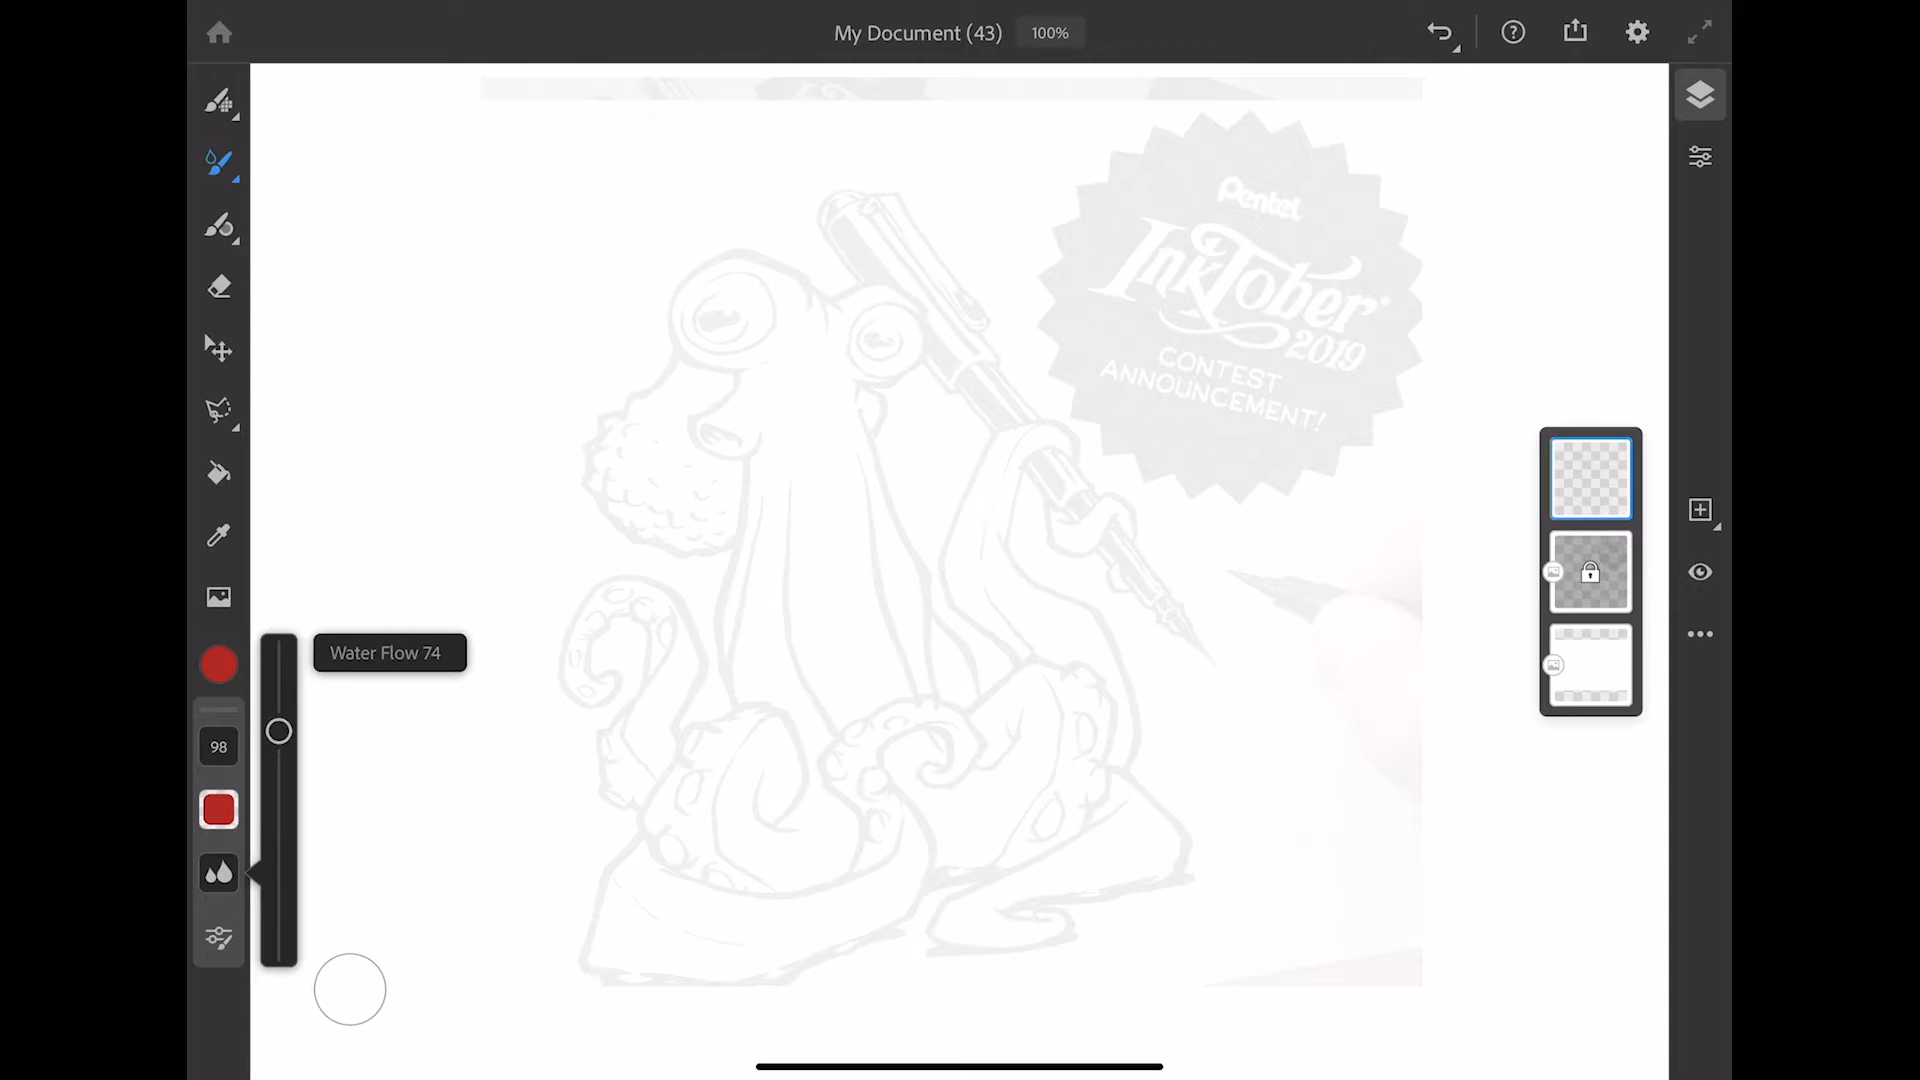 My Document (43)
100%
Pentel
InkTober
2019
CONTEST
ANNOUNCEMENT!
Water Flow 74
98